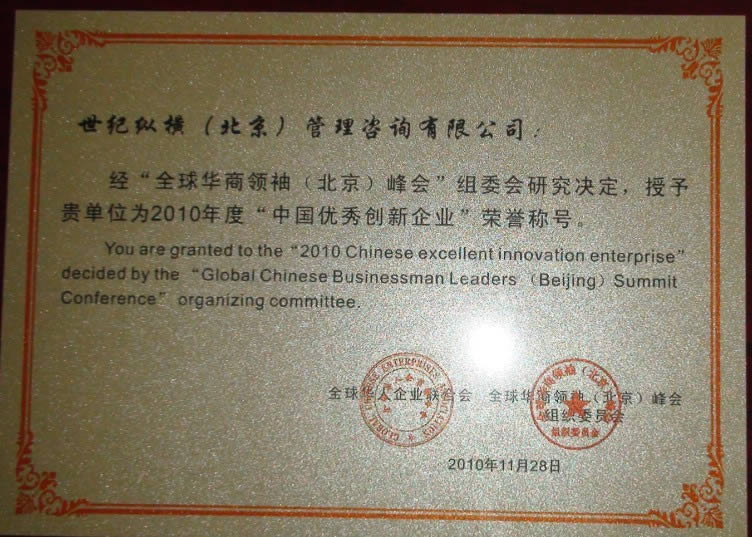 世纪纵横（北京）管理咨询有限公司：
经“全球华商领袖（北京）峰会”组委会研究决定，授予
贵单位为2010年度“中国优秀创新企业”荣誉称号。
You are granted to the “2010 Chinese excellent innovation enterprise”
decided by the “Global Chinese Businessman Leaders （Beijing）Summit
Conference” organizing committee.
全球华人企业联合会 全球华商领袖（北京）峰会
组织委员会
组织委员会
2010年11月28日